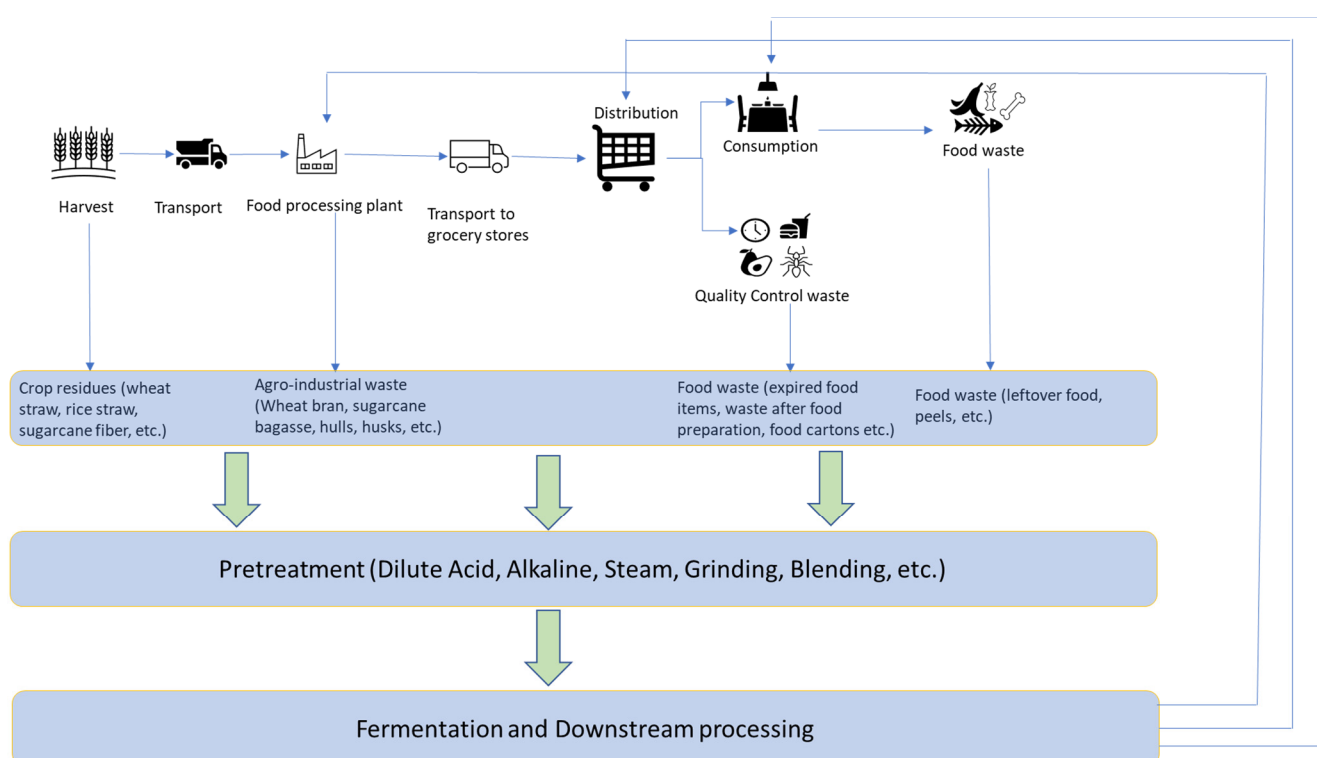 Distribution
Consumption
Food waste
Harvest
Transport
Food processing plant
Transport to
grocery stores
Quality Control waste
Crop residues (wheat
straw, rice straw,
sugarcane fiber, etc.)
Agro-industrial waste
(Wheat bran, sugarcane
bagasse, hulls, husks, etc.)
Food waste (expired food
items, waste after food
preparation, food cartons etc.)
Food waste (leftover food,
peels, etc.)
Pretreatment (Dilute Acid, Alkaline, Steam, Grinding, Blending, etc.)
Fermentation and Downstream processing